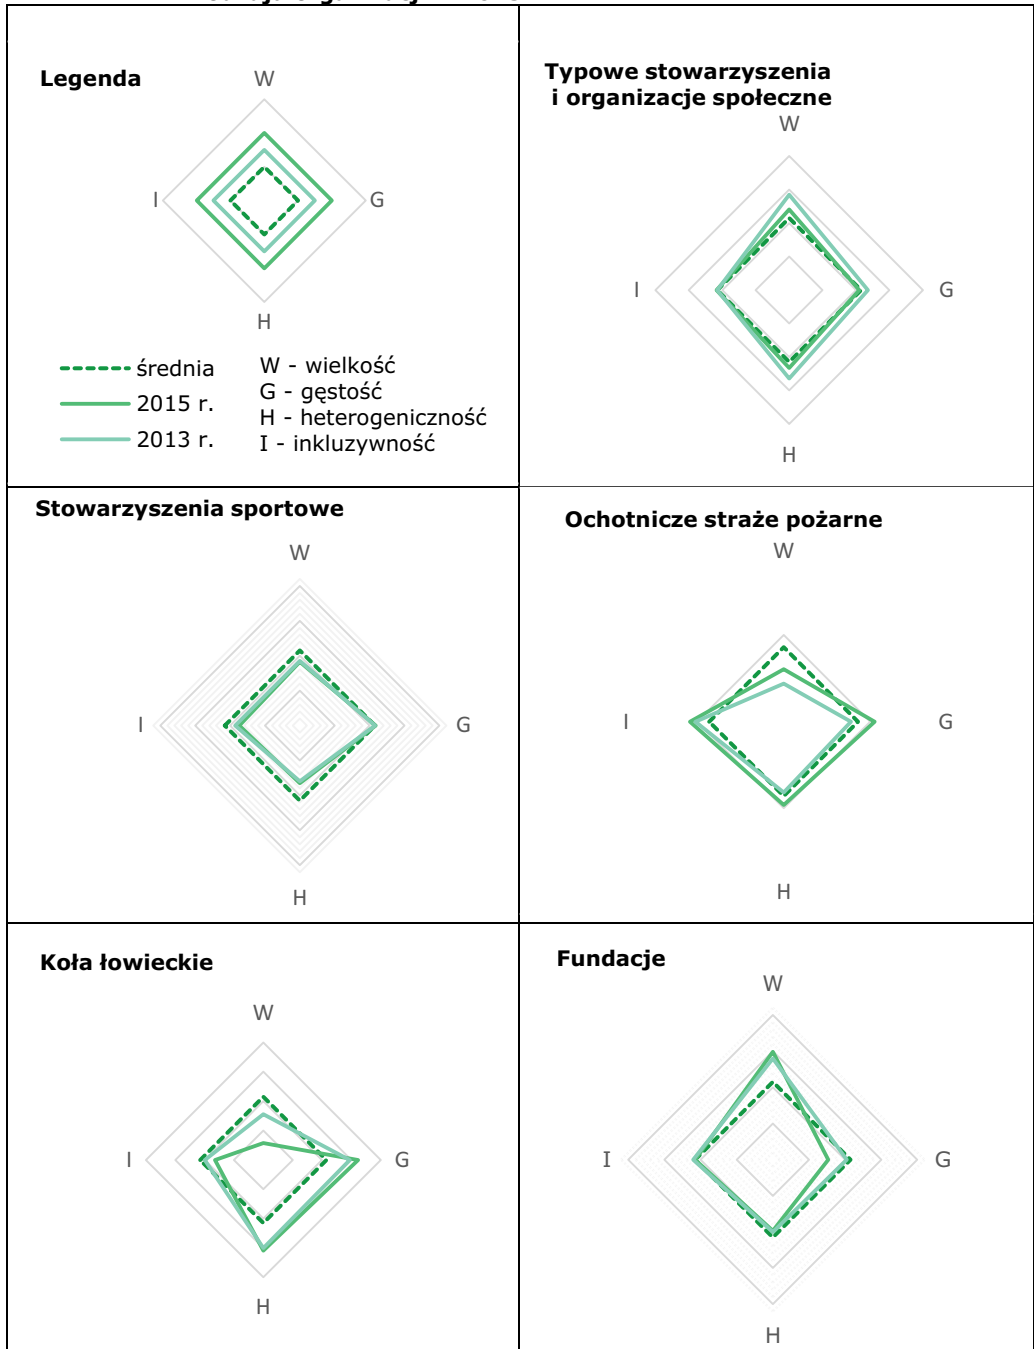 Legenda
W
I
G
H
średnia
2015 r.
2013 r.
W - wielkość
G - gęstość
H - heterogeniczność
I - inkluzywność
Typowe stowarzyszenia
i organizacje społeczne
W
I
G
H
Stowarzyszenia sportowe
W
I
G
H
Ochotnicze straże pożarne
W
I
G
H
Koła łowieckie
W
I
G
H
Fundacje
W
I
G
H